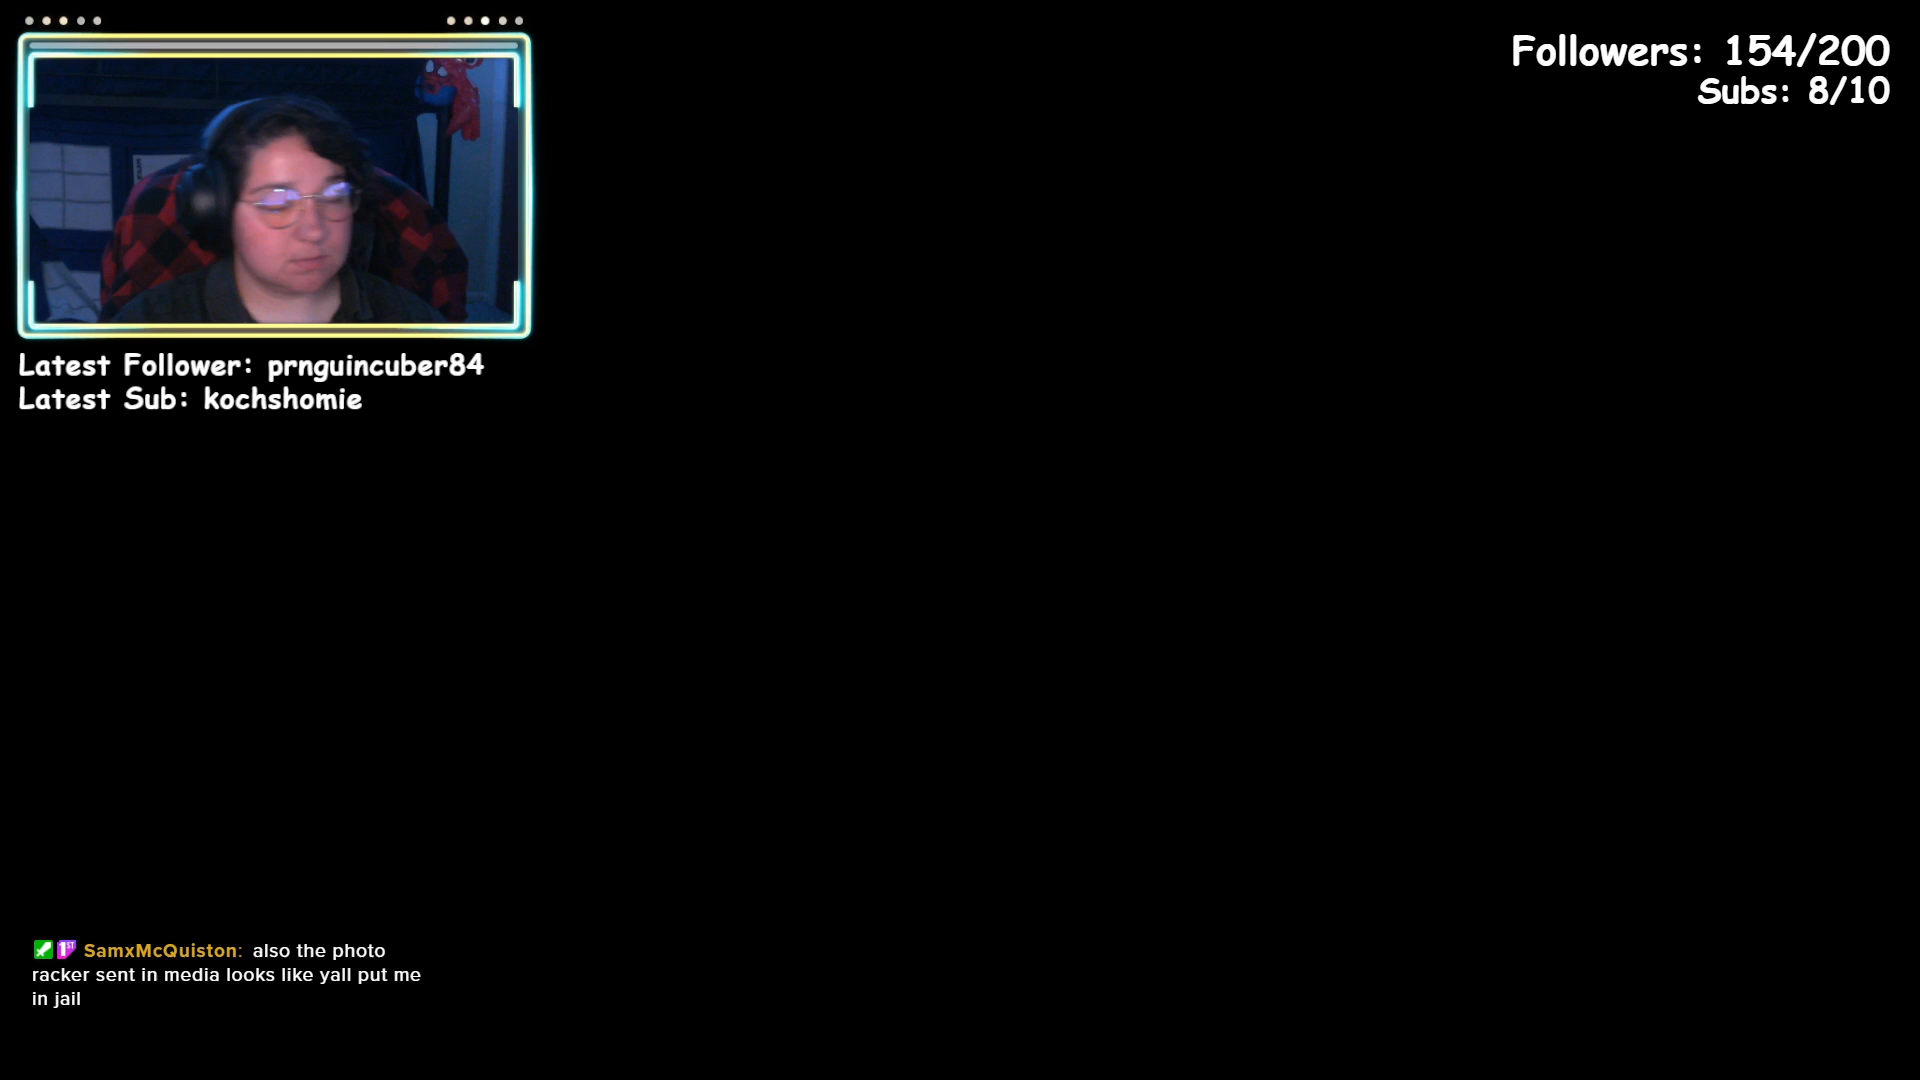 Followers: 154/200
Subs: 8/10
Latest Follower: prnguincuber84
Latest Sub: kochshomie
1ST SamxMcQuiston: also the photo
racker sent in media looks like yall put me
in jail